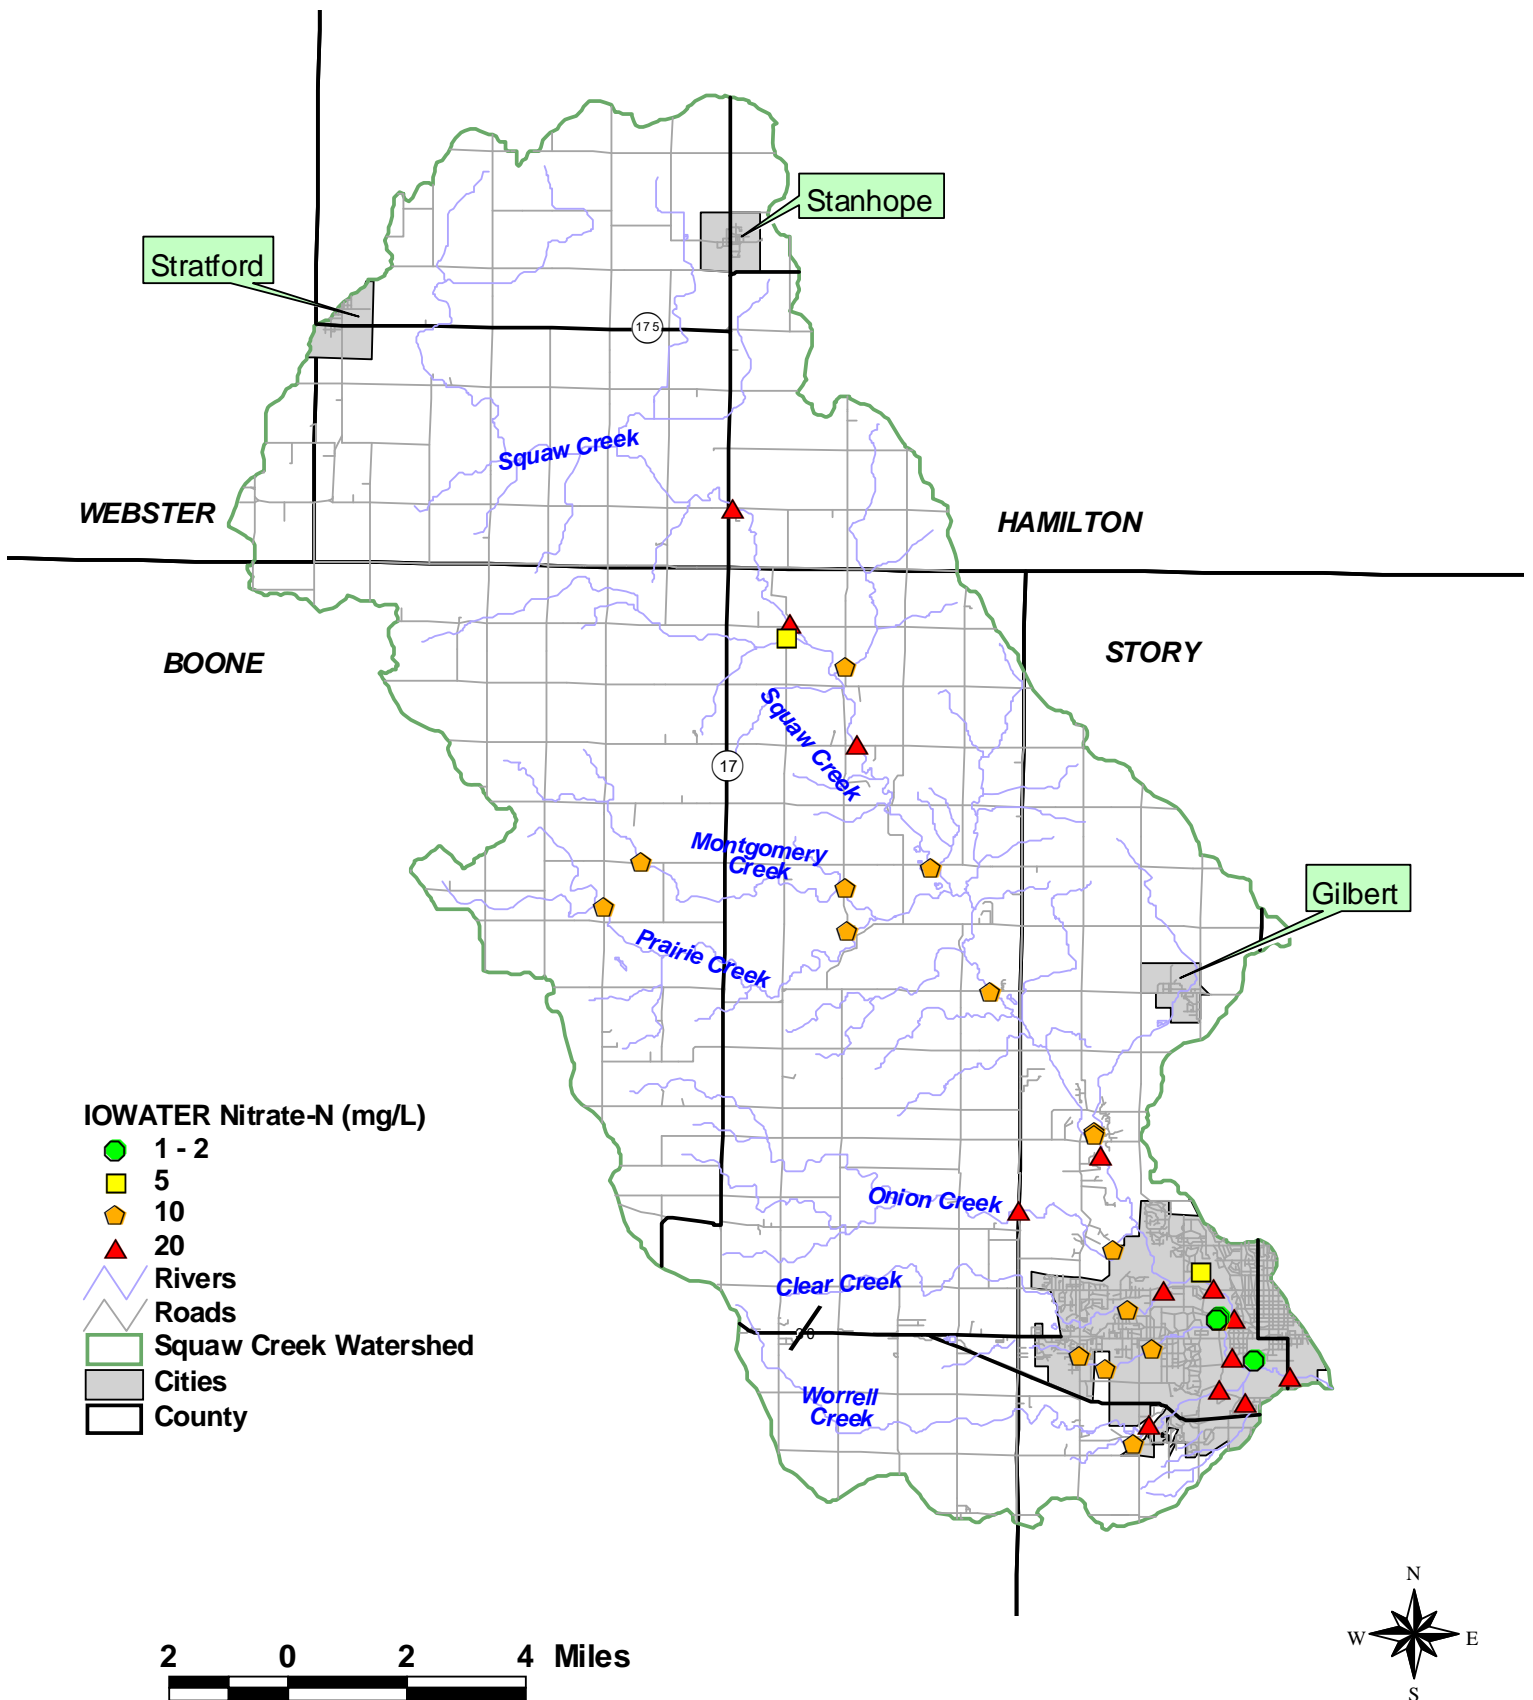 Stanhope
Stratford
175
Squaw Creek
WEBSTER
HAMILTON
BOONE
STORY
Squaw Creek
17
Montgomery
Creek
Gilbert
Prairie Creek
IOWATER Nitrate-N (mg/L)
1 - 2
5
10
20
Rivers
Roads
Squaw Creek Watershed
Cities
County
Onion Creek
Clear Creek
Worrell
Creek
N
W E
S
2 0 2 4 Miles